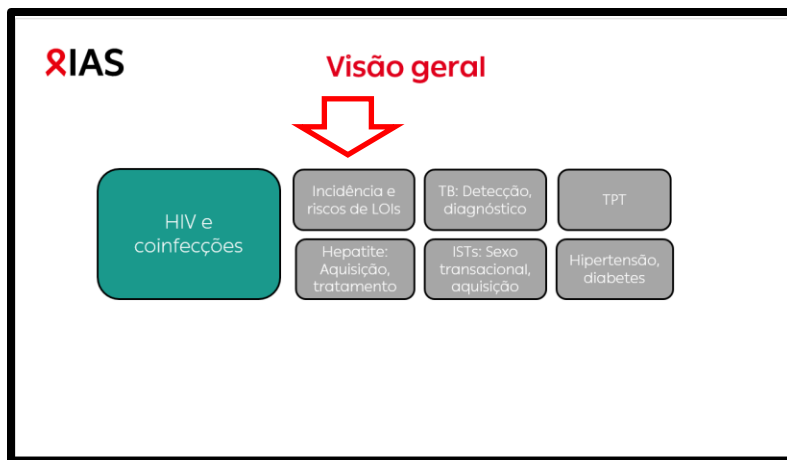 IAS
Visão geral
HIV e
coinfecções
Incidência e
riscos de LOIs
TB: Detecção,
diagnóstico
TPT
Hepatite:
Aquisição,
tratamento
ISTs: Sexo
transacional,
aquisição
Hipertensão,
diabetes